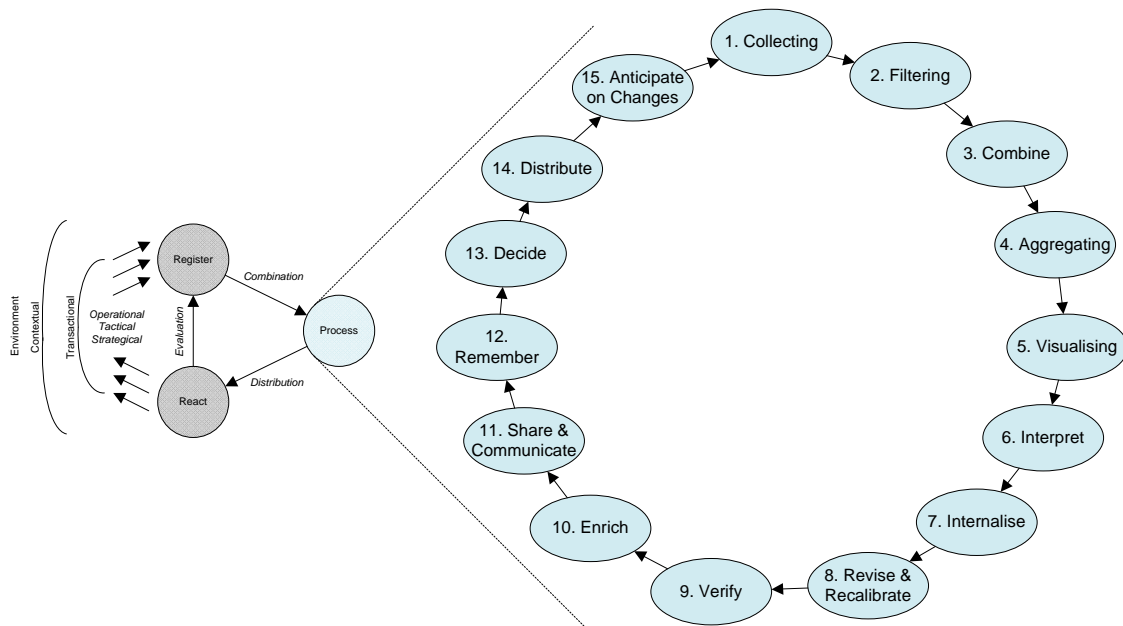 Environment
Contextual
Transactional
Operational
Tactical
Strategical
Register
Evaluation
React
Combination
Distribution
Process
1. Collecting
2. Filtering
3. Combine
4. Aggregating
5. Visualising
6. Interpret
7. Internalise
8. Revise &
Recalibrate
9. Verify
10. Enrich
11. Share &
Communicate
12.
Remember
13. Decide
14. Distribute
15. Anticipate
on Changes